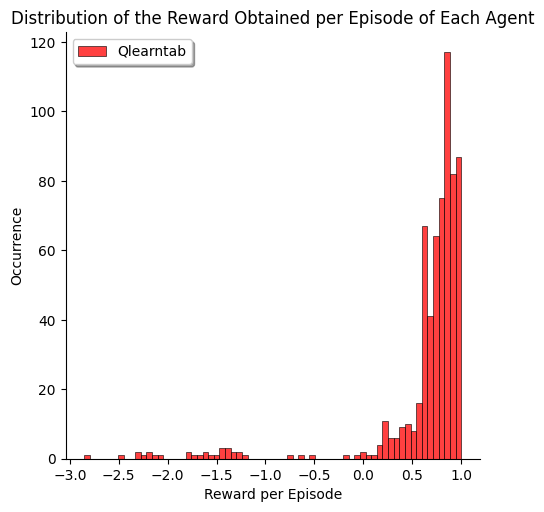 Distribution of the Reward Obtained per Episode of Each Agent
120
Qlearntab
100
80
60
40
20
0
Occurrence
−3.0 −2.5 −2.0 −1.5 −1.0 −0.5 0.0 0.5 1.0
Reward per Episode